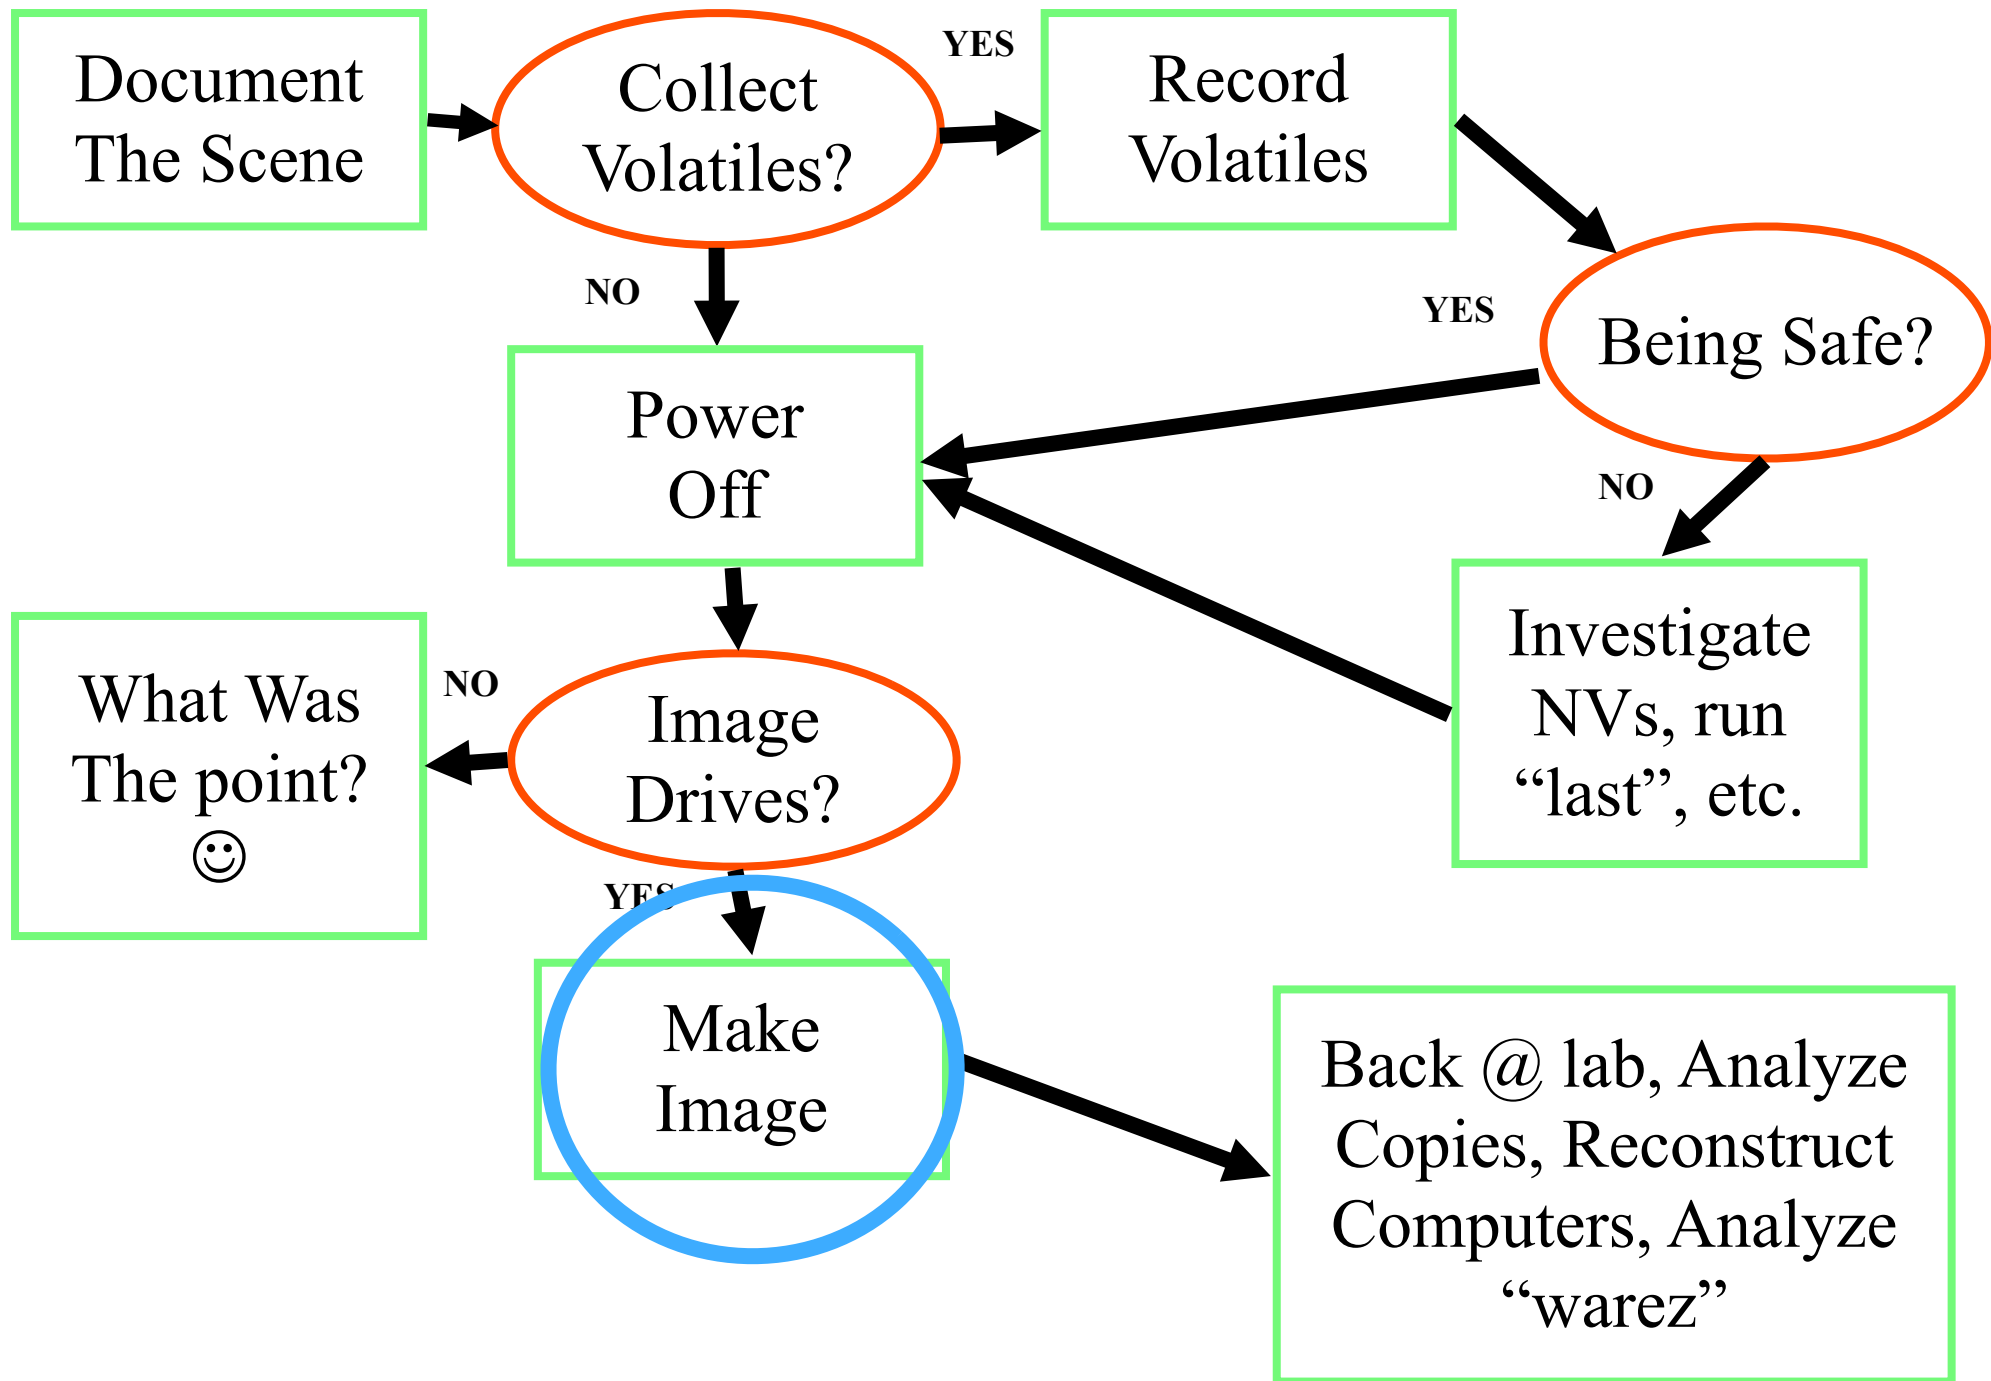 Document
The Scene
Collect
Volatiles?
YES
Record
Volatiles
NO
YES
Being Safe?
Power
Off
NO
Investigate
NVs, run
“last”, etc.
What Was
The point?
☺
NO
Image
Drives?
YES
Make
Image
Back @ lab, Analyze
Copies, Reconstruct
Computers, Analyze
“warez”